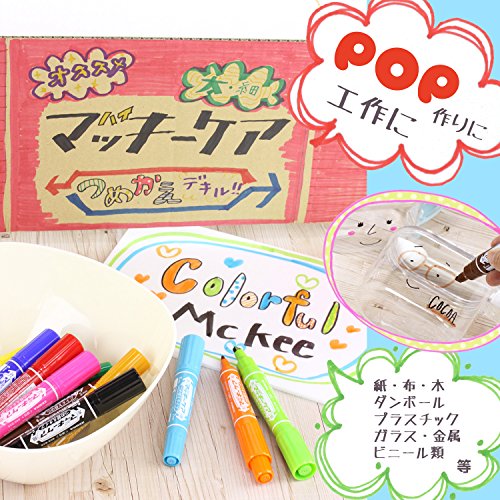 POP
作りに
工作に
オススメ
太・細
ハイ
マッキーケア
つめかえ
デキル!!
Colorful
Mckee
COCOA
紙・布・木
ダンボール
プラスチック
ガラス・金属
ビニール類
等